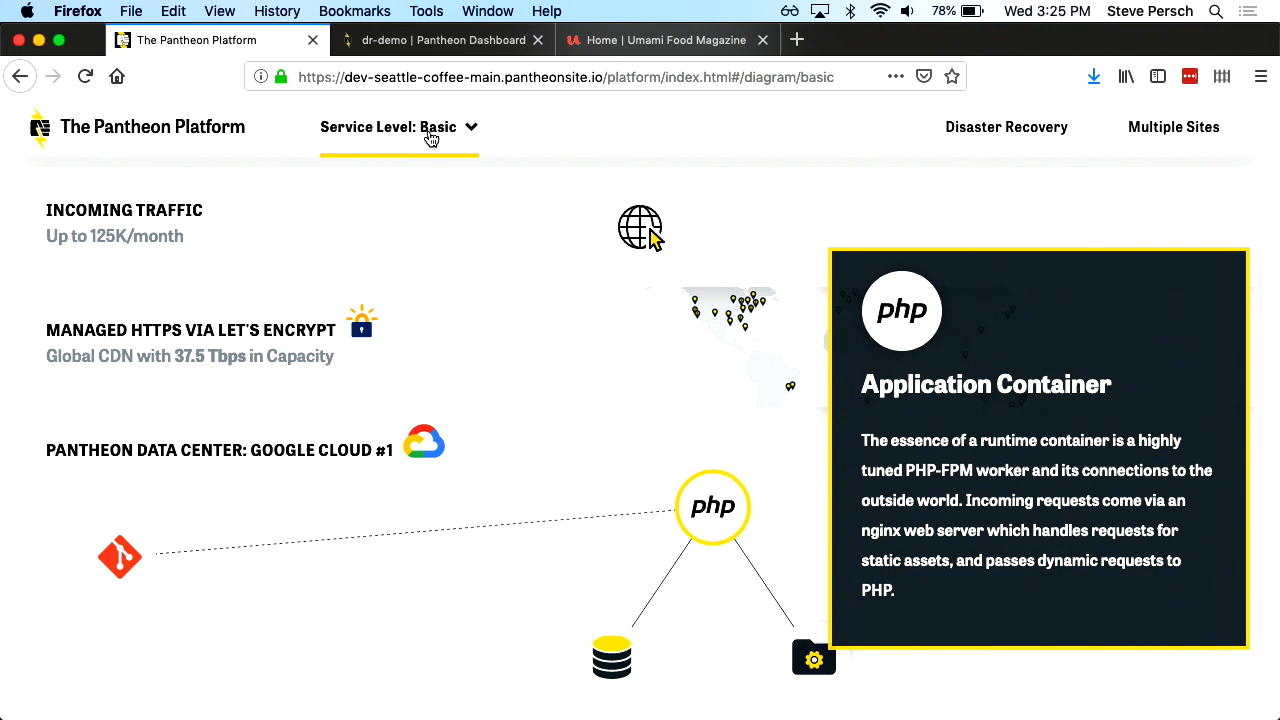 Firefox File Edit View History Bookmarks Tools Window Help 78% Wed 3:25 PM Steve Persch
The Pantheon Platform dr-demo | Pantheon Dashboard Home | Umami Food Magazine
https://dev-seattle-coffee-main.pantheonsite.io/platform/index.html#/diagram/basic
The Pantheon Platform Service Level: Basic Disaster Recovery Multiple Sites
INCOMING TRAFFIC
Up to 125K/month
MANAGED HTTPS VIA LET'S ENCRYPT
Global CDN with 37.5 Tbps in Capacity
PANTHEON DATA CENTER: GOOGLE CLOUD #1
php
php
Application Container
The essence of a runtime container is a highly
tuned PHP-FPM worker and its connections to the
outside world. Incoming requests come via an
nginx web server which handles requests for
static assets, and passes dynamic requests to
PHP.